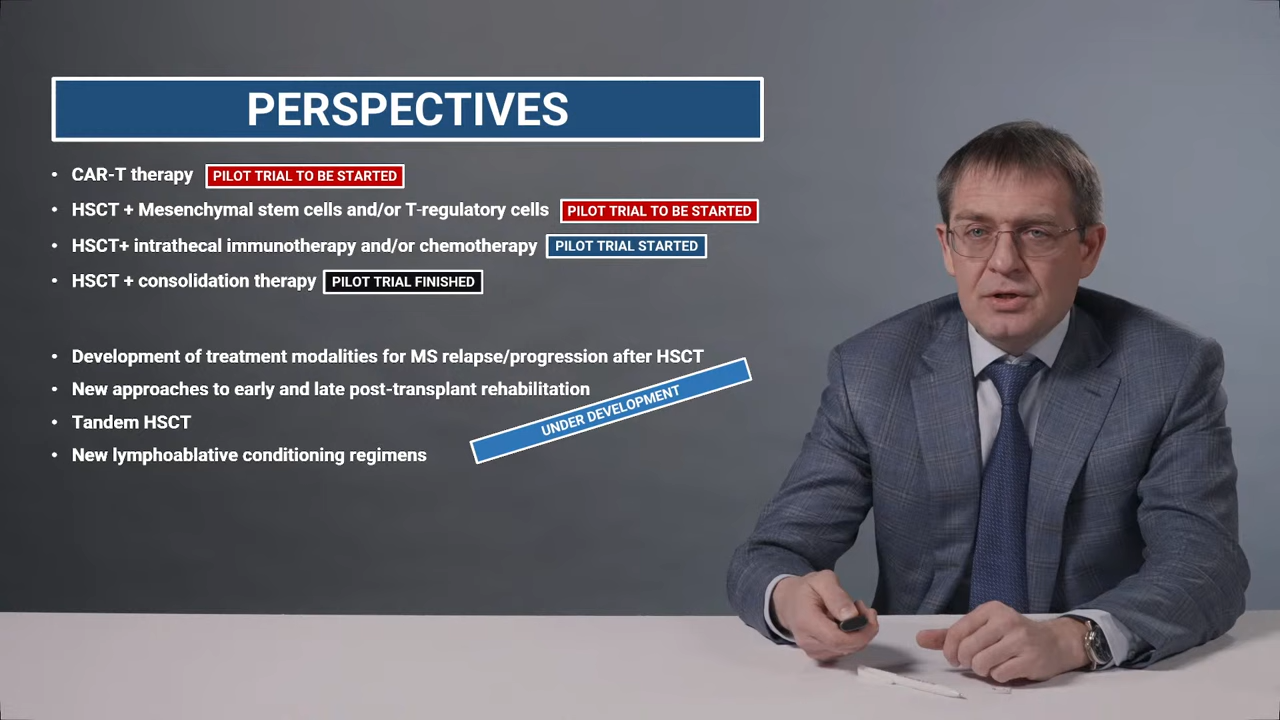 PERSPECTIVES
• CAR-T therapy PILOT TRIAL TO BE STARTED
• HSCT + Mesenchymal stem cells and/or T-regulatory cells PILOT TRIAL TO BE STARTED
• HSCT+ intrathecal immunotherapy and/or chemotherapy PILOT TRIAL STARTED
• HSCT + consolidation therapy PILOT TRIAL FINISHED
• Development of treatment modalities for MS relapse/progression after HSCT
• New approaches to early and late post-transplant rehabilitation
• Tandem HSCT
• New lymphoablative conditioning regimens
UNDER DEVELOPMENT